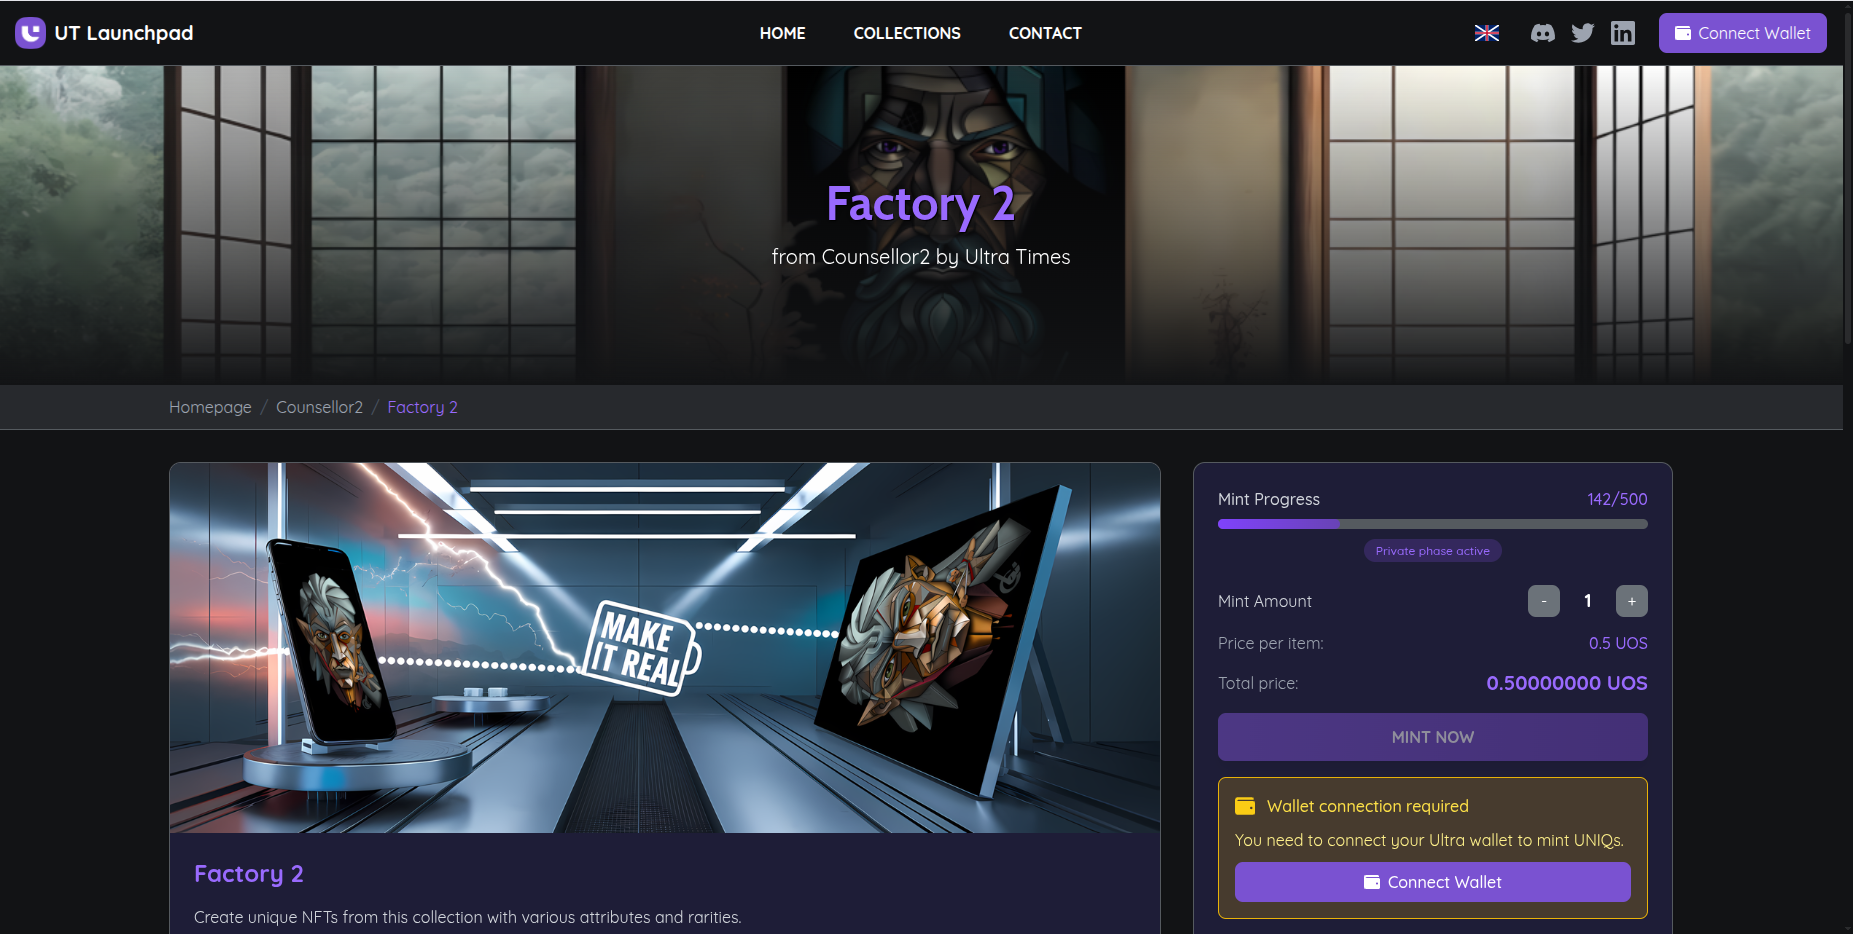 UT Launchpad
HOME
COLLECTIONS
CONTACT
in
Connect Wallet
Factory 2
from Counsellor2 by Ultra Times
Homepage / Counsellor2 / Factory 2
MAKE
IT REAL
Factory 2
Create unique NFTs from this collection with various attributes and rarities.
Mint Progress 142/500
Private phase active
Mint Amount - 1 +
Price per item: 0.5 UOS
Total price: 0.50000000 UOS
MINT NOW
Wallet connection required
You need to connect your Ultra wallet to mint UNIQs.
Connect Wallet